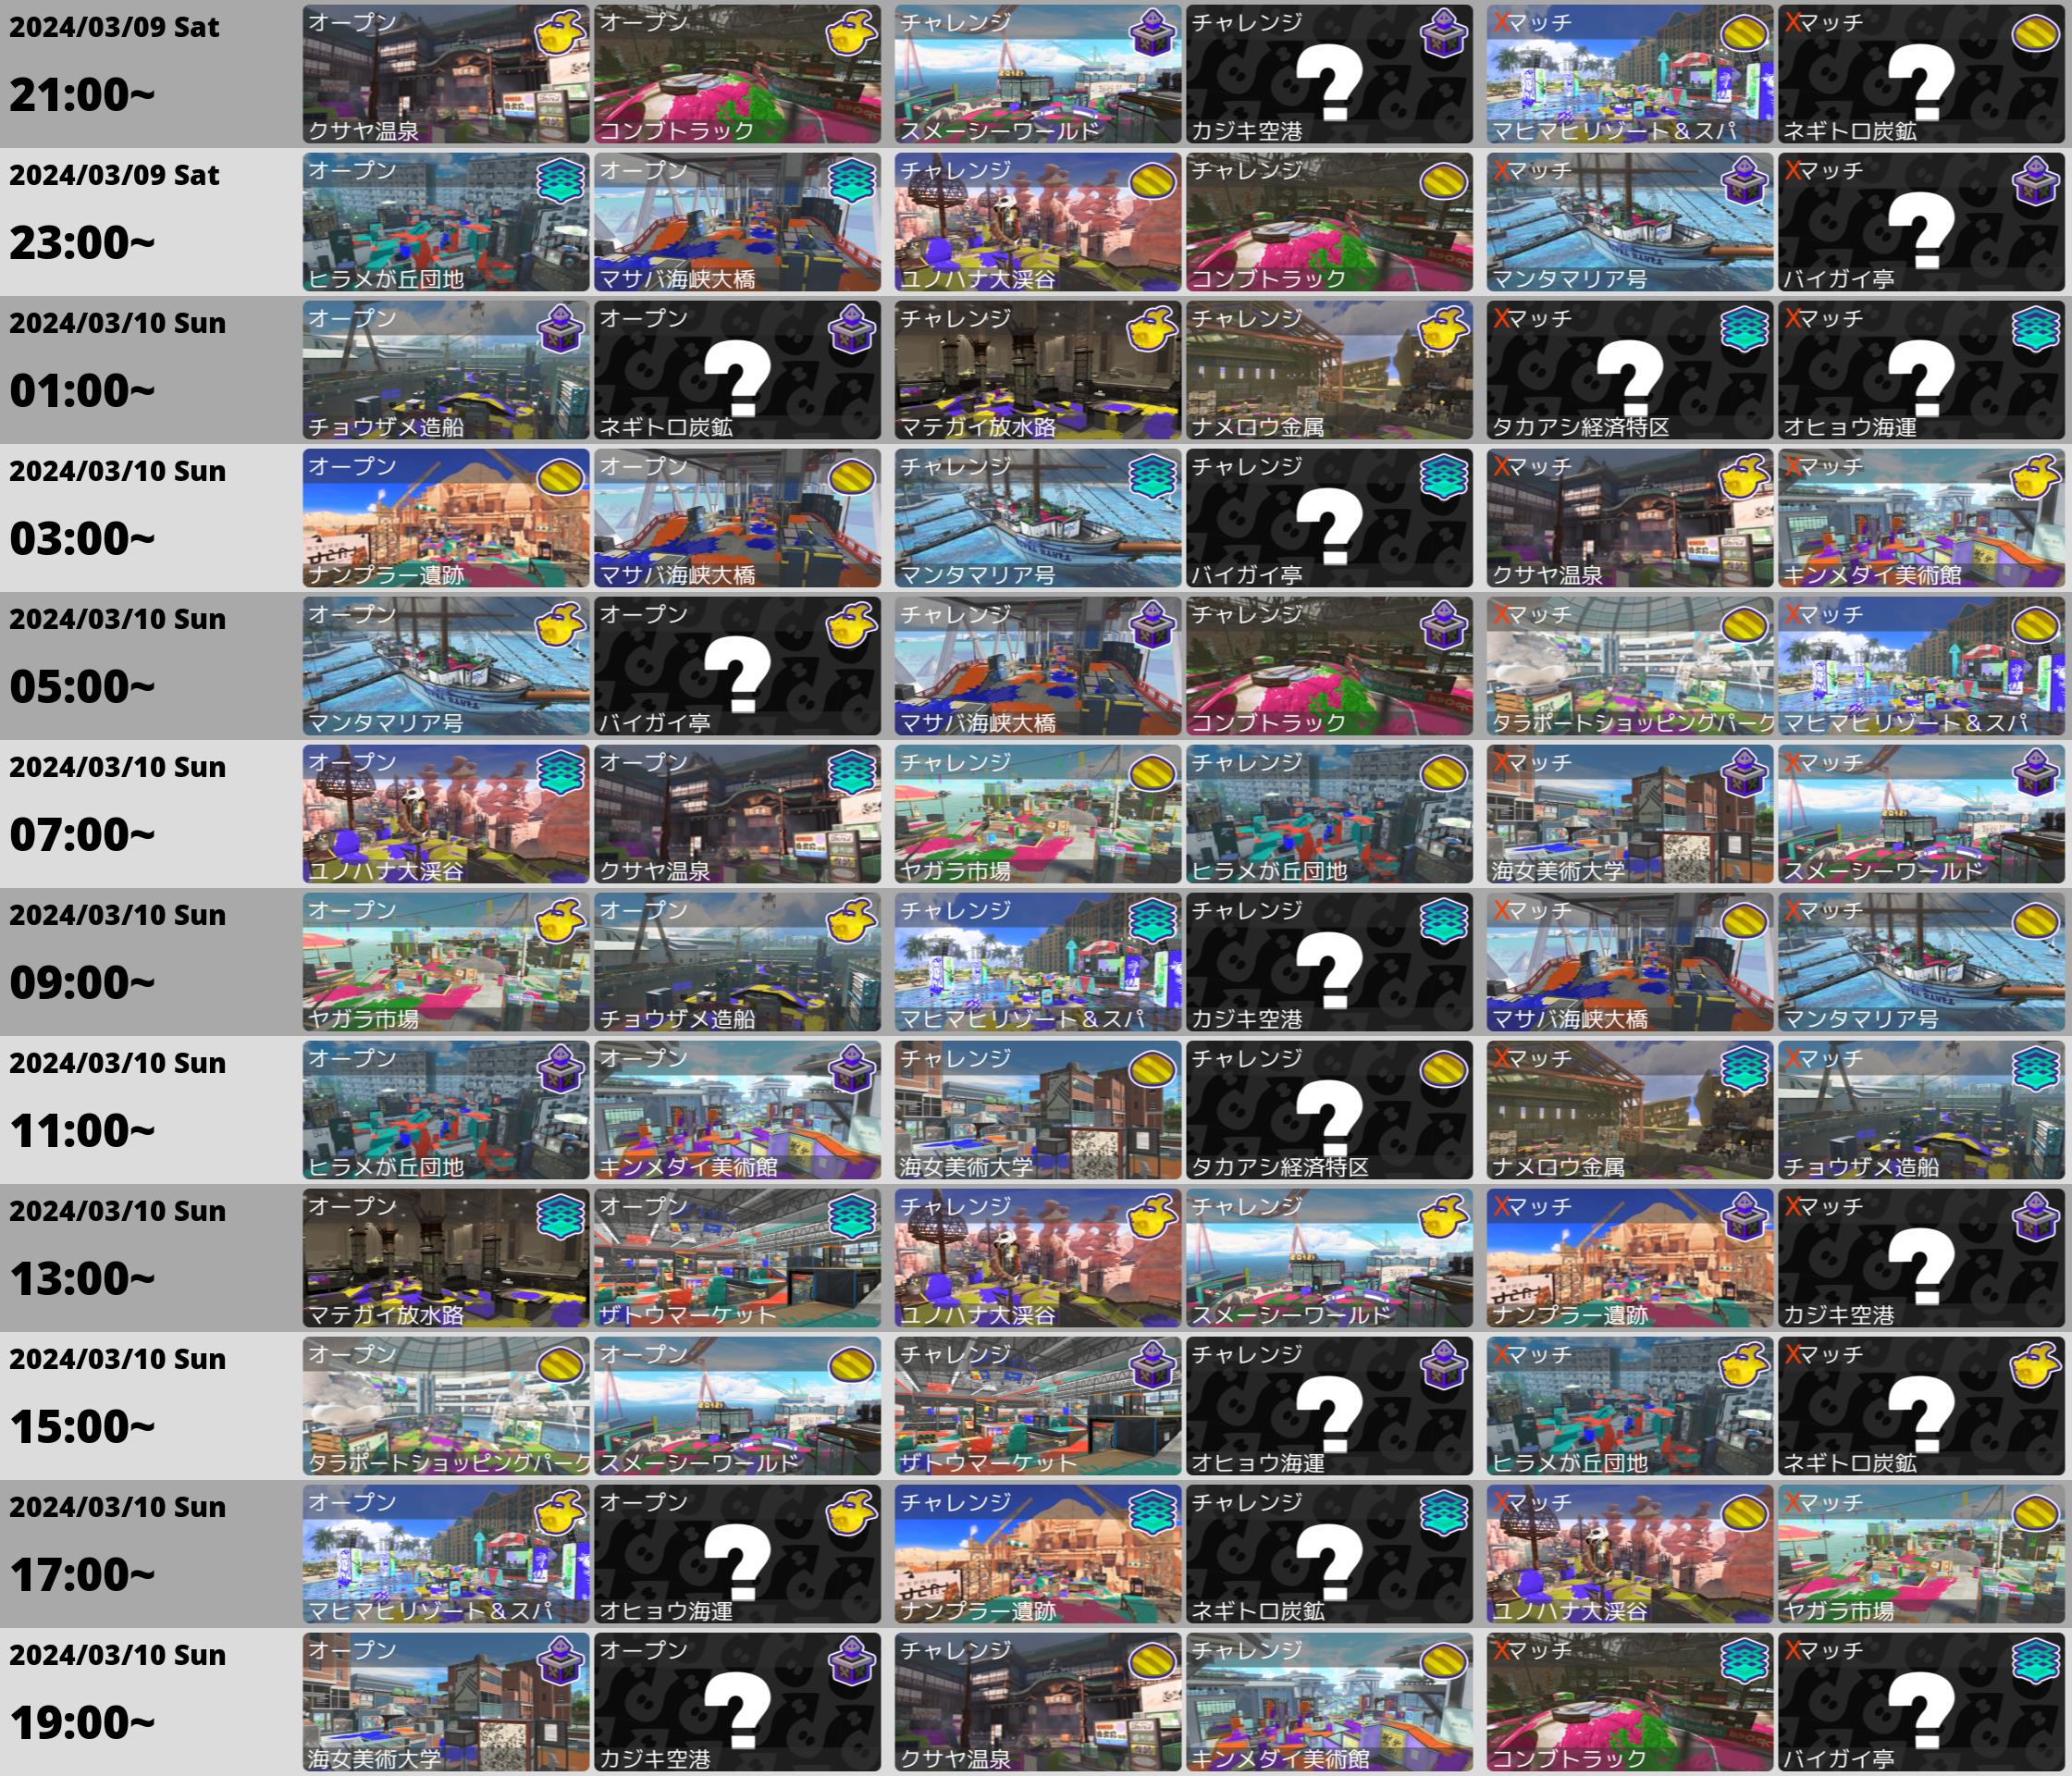 2024/03/09 Sat
21:00~
オープン オープン チャレンジ チャレンジ Xマッチ Xマッチ
クサヤ温泉 コンブトラック スメーシーワールド カジキ空港 マヒマヒリゾート＆スパ ネギトロ炭鉱
2024/03/09 Sat
23:00~
オープン オープン チャレンジ チャレンジ Xマッチ Xマッチ
ヒラメが丘団地 マサバ海峡大橋 ユノハナ大渓谷 コンブトラック マンタマリア号 バイガイ亭
2024/03/10 Sun
01:00~
オープン オープン チャレンジ チャレンジ Xマッチ Xマッチ
チョウザメ造船 ネギトロ炭鉱 マテガイ放水路 ナメロウ金属 タカアシ経済特区 オヒョウ海運
2024/03/10 Sun
03:00~
オープン オープン チャレンジ チャレンジ Xマッチ Xマッチ
ナンプラー遺跡 マサバ海峡大橋 マンタマリア号 バイガイ亭 クサヤ温泉 キンメダイ美術館
2024/03/10 Sun
05:00~
オープン オープン チャレンジ チャレンジ Xマッチ Xマッチ
マンタマリア号 バイガイ亭 マサバ海峡大橋 コンブトラック タラポートショッピングパーク マヒマヒリゾート＆スパ
2024/03/10 Sun
07:00~
オープン オープン チャレンジ チャレンジ Xマッチ Xマッチ
ユノハナ大渓谷 クサヤ温泉 ヤガラ市場 ヒラメが丘団地 海女美術大学 スメーシーワールド
2024/03/10 Sun
09:00~
オープン オープン チャレンジ チャレンジ Xマッチ Xマッチ
ヤガラ市場 チョウザメ造船 マヒマヒリゾート＆スパ カジキ空港 マサバ海峡大橋 マンタマリア号
2024/03/10 Sun
11:00~
オープン オープン チャレンジ チャレンジ Xマッチ Xマッチ
ヒラメが丘団地 キンメダイ美術館 海女美術大学 タカアシ経済特区 ナメロウ金属 チョウザメ造船
2024/03/10 Sun
13:00~
オープン オープン チャレンジ チャレンジ Xマッチ Xマッチ
マテガイ放水路 ザトウマーケット ユノハナ大渓谷 スメーシーワールド ナンプラー遺跡 カジキ空港
2024/03/10 Sun
15:00~
オープン オープン チャレンジ チャレンジ Xマッチ Xマッチ
タラポートショッピングパーク スメーシーワールド ザトウマーケット オヒョウ海運 ヒラメが丘団地 ネギトロ炭鉱
2024/03/10 Sun
17:00~
オープン オープン チャレンジ チャレンジ Xマッチ Xマッチ
マヒマヒリゾート＆スパ オヒョウ海運 ナンプラー遺跡 ネギトロ炭鉱 ユノハナ大渓谷 ヤガラ市場
2024/03/10 Sun
19:00~
オープン オープン チャレンジ チャレンジ Xマッチ Xマッチ
海女美術大学 カジキ空港 クサヤ温泉 キンメダイ美術館 コンブトラック バイガイ亭